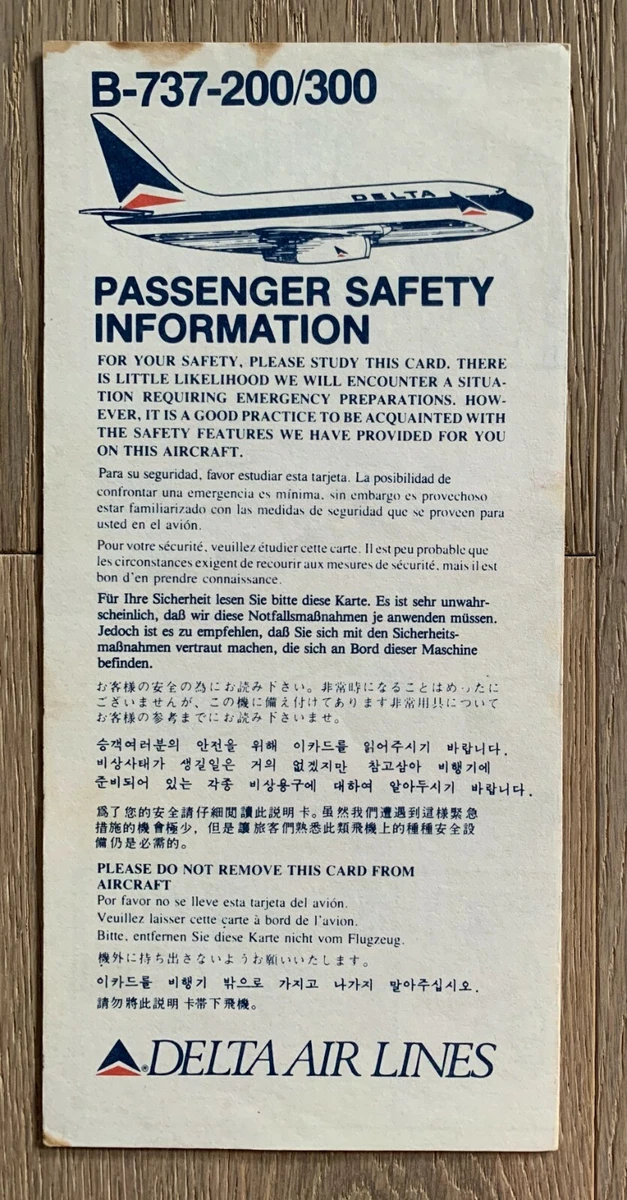 B-737-200/300
DELTA
PASSENGER SAFETY
INFORMATION
FOR YOUR SAFETY, PLEASE STUDY THIS CARD. THERE
IS LITTLE LIKELIHOOD WE WILL ENCOUNTER A SITUA-
TION REQUIRING EMERGENCY PREPARATIONS. HOW-
EVER, IT IS A GOOD PRACTICE TO BE ACQUAINTED WITH
THE SAFETY FEATURES WE HAVE PROVIDED FOR YOU
ON THIS AIRCRAFT.
Para su seguridad, favor estudiar esta tarjeta. La posibilidad de
confrontar una emergencia es mínima, sin embargo es provechoso
estar familiarizado con las medidas de seguridad que se proveen para
usted en el avión.
Pour votre sécurité, veuillez étudier cette carte. Il est peu probable que
les circonstances exigent de recourir aux mesures de sécurité, mais il est
bon d'en prendre connaissance.
Für Ihre Sicherheit lesen Sie bitte diese Karte. Es ist sehr unwahr-
scheinlich, daß wir diese Notfallsmaßnahmen je anwenden müssen.
Jedoch ist es zu empfehlen, daß Sie sich mit den Sicherheits-
maßnahmen vertraut machen, die sich an Bord dieser Maschine
befinden.
お客様の安全の為にお読み下さい。非常時になることはめったに
ございませんが、この機に備え付けてあります非常用具について
お客様の参考までにお読み下さいませ。
승객여러분의 안전을 위해 이카드를 읽어주시기 바랍니다.
비상사태가 생길일은 거의 없겠지만 참고삼아 비행기에
준비되어 있는 각종 비상용구에 대하여 알아두시기 바랍니다.
爲了您的安全請仔細閱讀此説明卡。虽然我們遭遇到這樣緊急
措施的機會極少，但是讓旅客們熟悉此類飛機上的種種安全設
備仍是必需的。
PLEASE DO NOT REMOVE THIS CARD FROM
AIRCRAFT
Por favor no se lleve esta tarjeta del avión.
Veuillez laisser cette carte à bord de l'avion.
Bitte, entfernen Sie diese Karte nicht vom Flugzeug.
機外に持ち出さないようお願いいたします。
이카드를 비행기 밖으로 가지고 나가지 말아주십시오.
請勿將此説明卡帶下飛機。
®DELTA AIR LINES